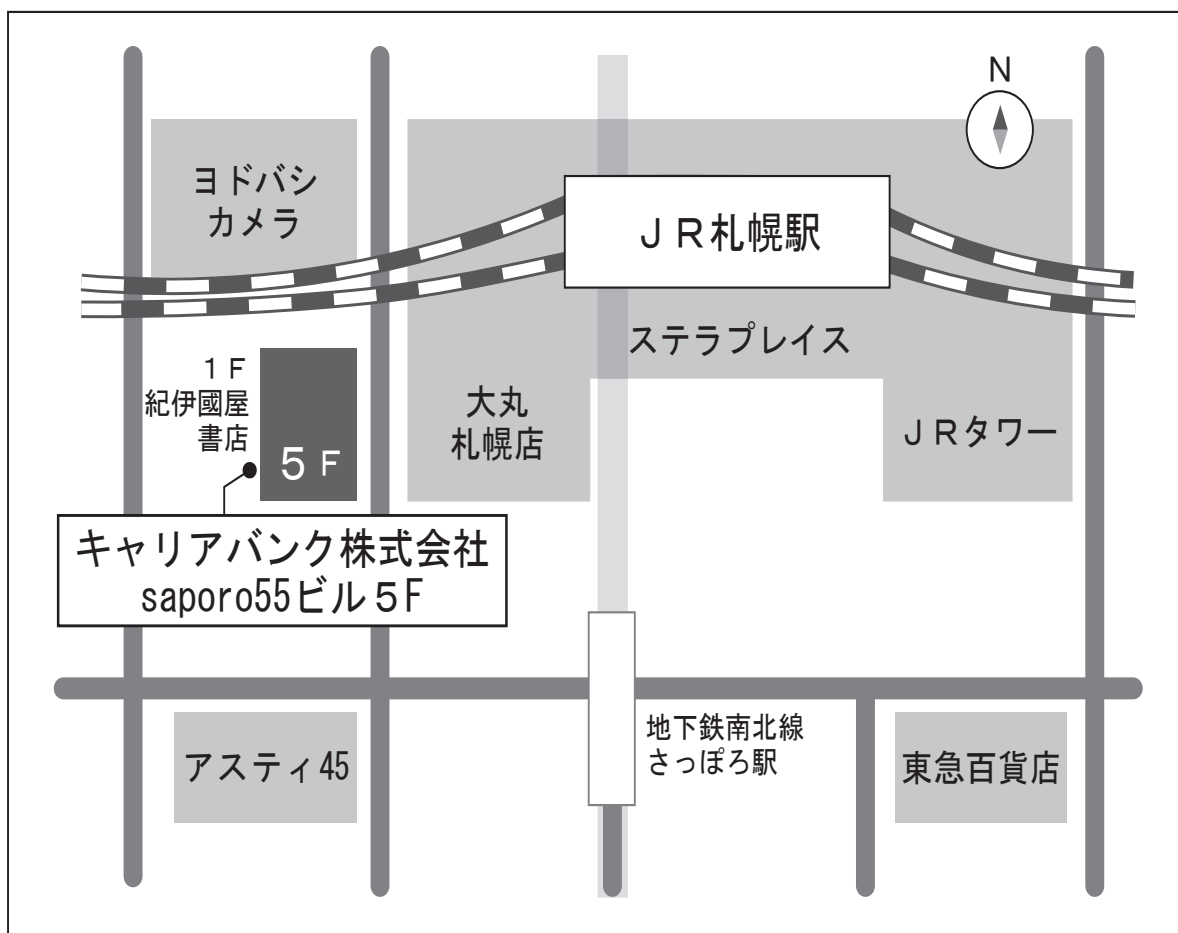 N
ヨドバシ
カメラ
ＪＲ札幌駅
ステラプレイス
１Ｆ
紀伊國屋
書店
５Ｆ
大丸
札幌店
ＪＲタワー
キャリアバンク株式会社
saporo55ビル５F
地下鉄南北線
さっぽろ駅
アスティ45
東急百貨店